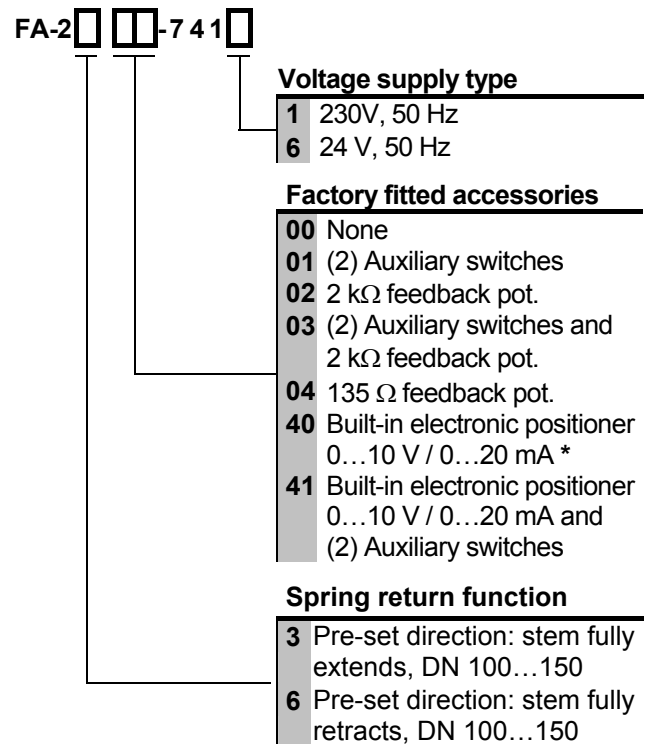 FA-2□ □□-741□
Voltage supply type
1 230V, 50 Hz
6 24 V, 50 Hz
Factory fitted accessories
00 None
01 (2) Auxiliary switches
02 2 kΩ feedback pot.
03 (2) Auxiliary switches and
2 kΩ feedback pot.
04 135 Ω feedback pot.
40 Built-in electronic positioner
0…10 V / 0…20 mA *
41 Built-in electronic positioner
0…10 V / 0…20 mA and
(2) Auxiliary switches
Spring return function
3 Pre-set direction: stem fully
extends, DN 100…150
6 Pre-set direction: stem fully
retracts, DN 100…150